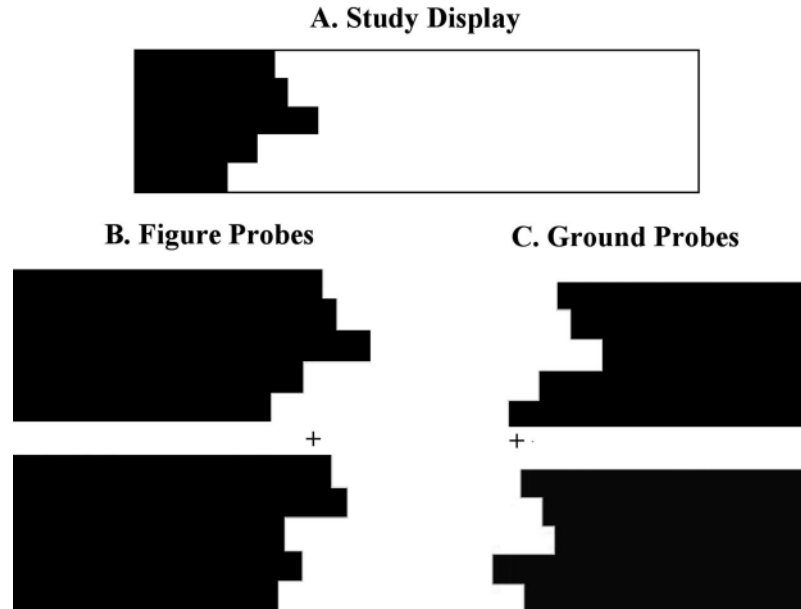 A. Study Display
B. Figure Probes
C. Ground Probes
+
+